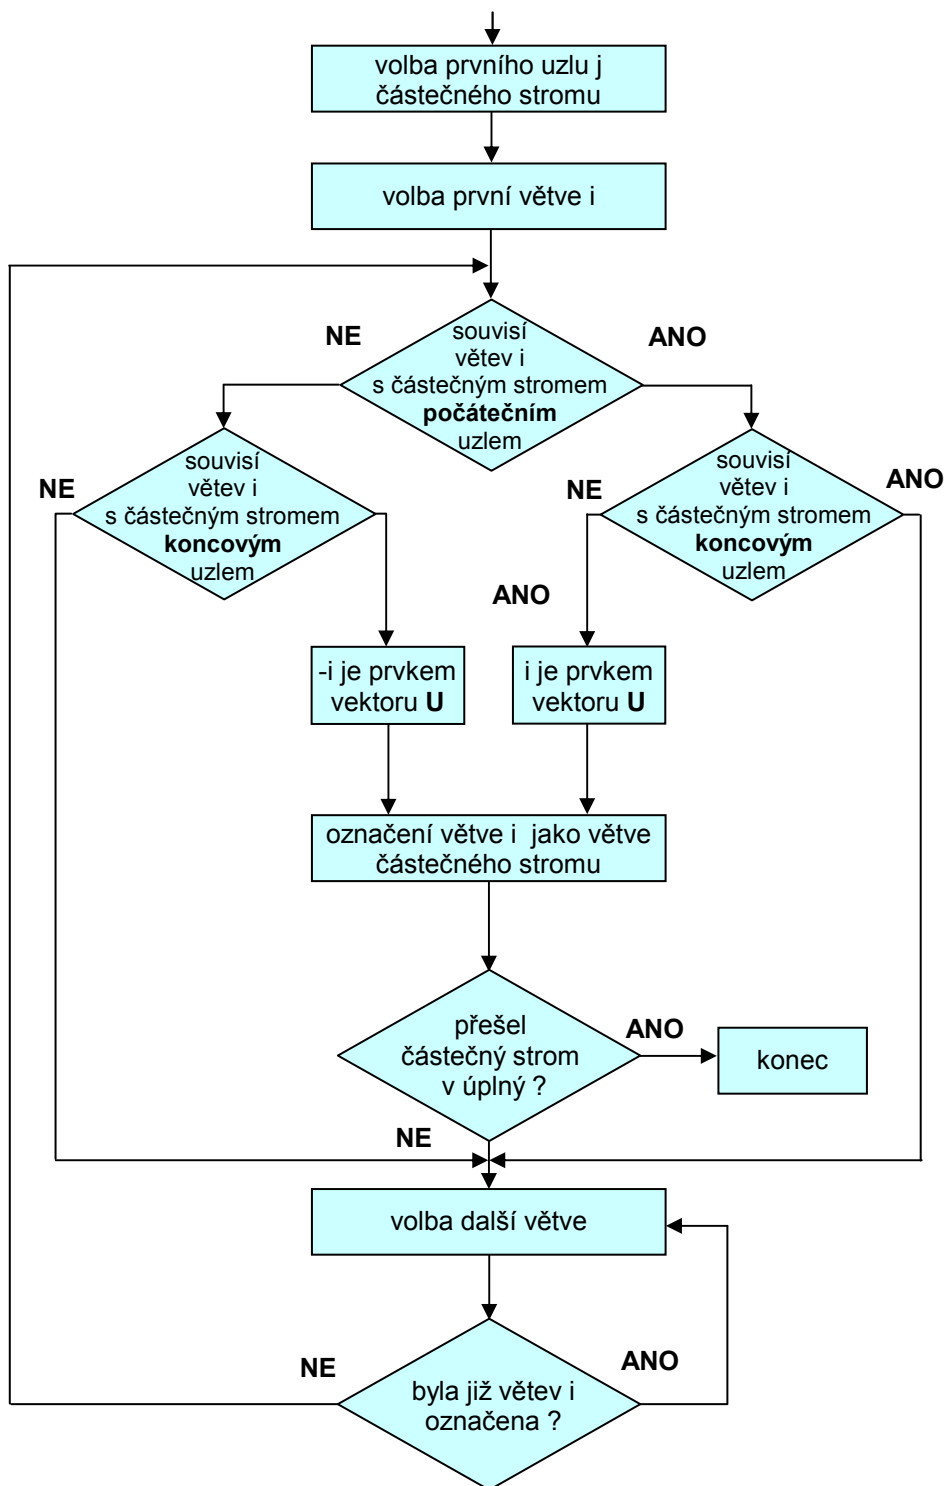 volba prvního uzlu j
částečného stromu
volba první větve i
NE
ANO
souvisí
větev i
s částečným stromem
počátečním
uzlem
NE
souvisí
větev i
s částečným stromem
koncovým
uzlem
ANO
NE
souvisí
větev i
s částečným stromem
koncovým
uzlem
ANO
-i je prvkem
vektoru U
i je prvkem
vektoru U
označení větve i jako větve
částečného stromu
přešel
částečný strom
v úplný ?
ANO
konec
NE
volba další větve
NE
ANO
byla již větev i
označena ?